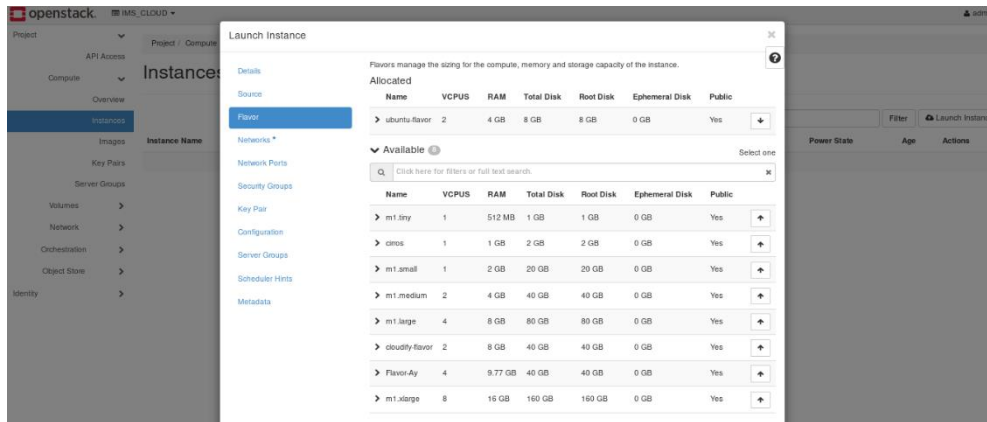 openstack. IMS_CLOUD
Project
API Access
Compute
Overview
Instances
Images
Key Pairs
Server Groups
Volumes
Network
Orchestration
Object Store
Identity
Project / Compute
Instances
Instance Name
Filter Launch Instan
Power State Age Actions
Launch Instance
Details
Source
Flavor
Networks *
Network Ports
Security Groups
Key Pair
Configuration
Server Groups
Scheduler Hints
Metadata
Flavors manage the sizing for the compute, memory and storage capacity of the instance.
Allocated
Name VCPUS RAM Total Disk Root Disk Ephemeral Disk Public
ubuntu-flavor 2 4 GB 8 GB 8 GB 0 GB Yes
Available 8 Select one
Click here for filters or full text search.
Name VCPUS RAM Total Disk Root Disk Ephemeral Disk Public
m1.tiny 1 512 MB 1 GB 1 GB 0 GB Yes
cirros 1 1 GB 2 GB 2 GB 0 GB Yes
m1.small 1 2 GB 20 GB 20 GB 0 GB Yes
m1.medium 2 4 GB 40 GB 40 GB 0 GB Yes
m1.large 4 8 GB 80 GB 80 GB 0 GB Yes
cloudify-flavor 2 8 GB 40 GB 40 GB 0 GB Yes
Flavor-Ay 4 9.77 GB 40 GB 40 GB 0 GB Yes
m1.xlarge 8 16 GB 160 GB 160 GB 0 GB Yes